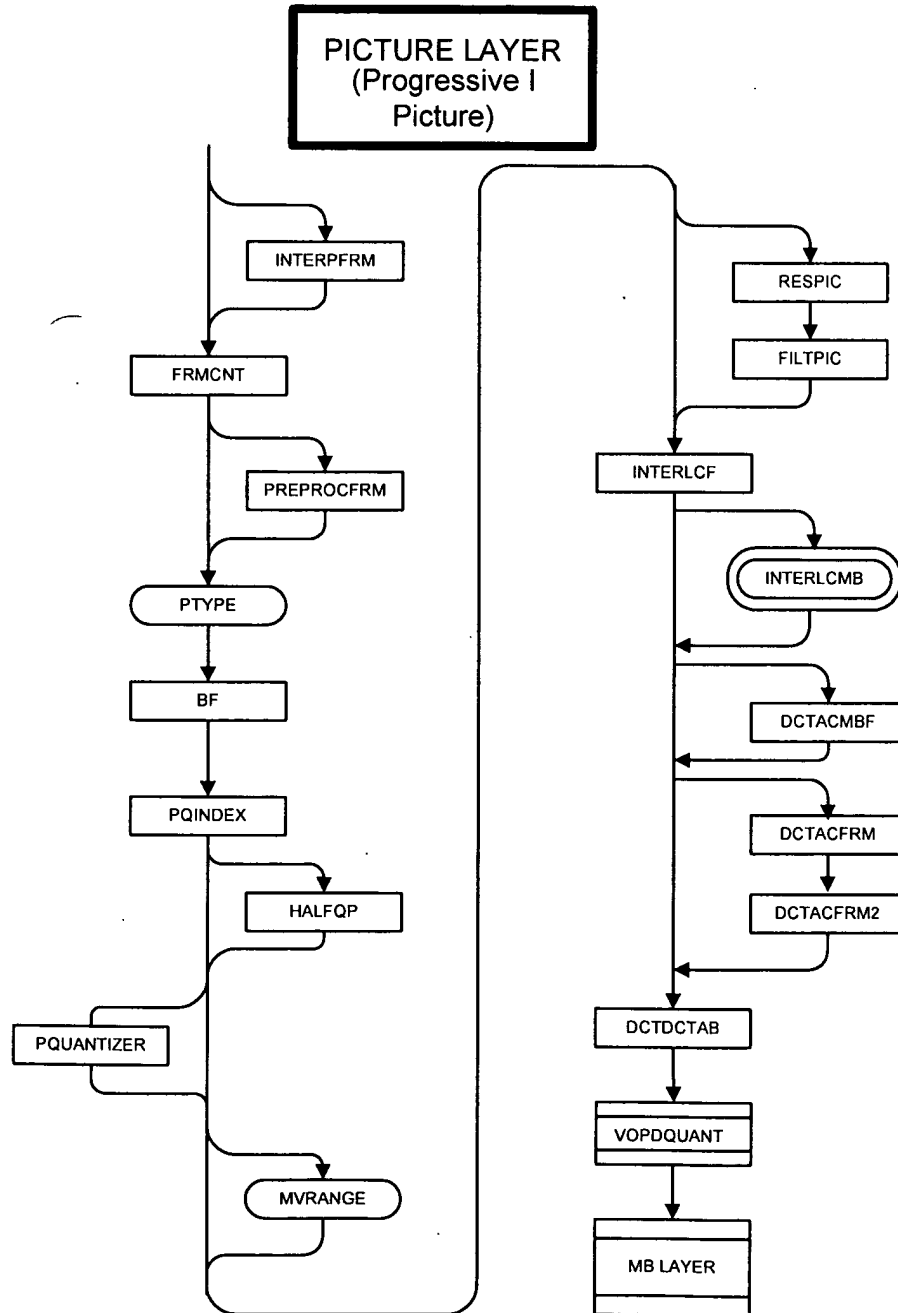 PICTURE LAYER
(Progressive I
Picture)
INTERPFRM
FRMCNT
PREPROCFRM
PTYPE
BF
PQINDEX
HALFQP
PQUANTIZER
MVRANGE
RESPIC
FILTPIC
INTERLCF
INTERLCMB
DCTACMBF
DCTACFRM
DCTACFRM2
DCTDCTAB
VOPDQUANT
MB LAYER